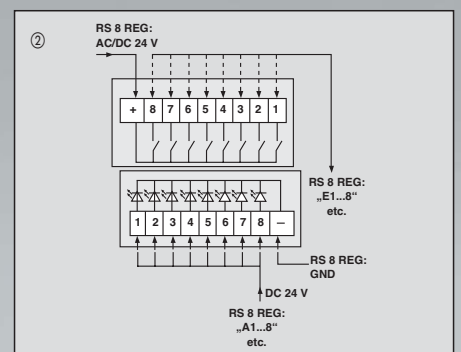 ②
RS 8 REG:
AC/DC 24 V
+ 8 7 6 5 4 3 2 1
RS 8 REG:
„E1...8“
etc.
1 2 3 4 5 6 7 8 –
RS 8 REG:
GND
DC 24 V
RS 8 REG:
„A1...8“
etc.